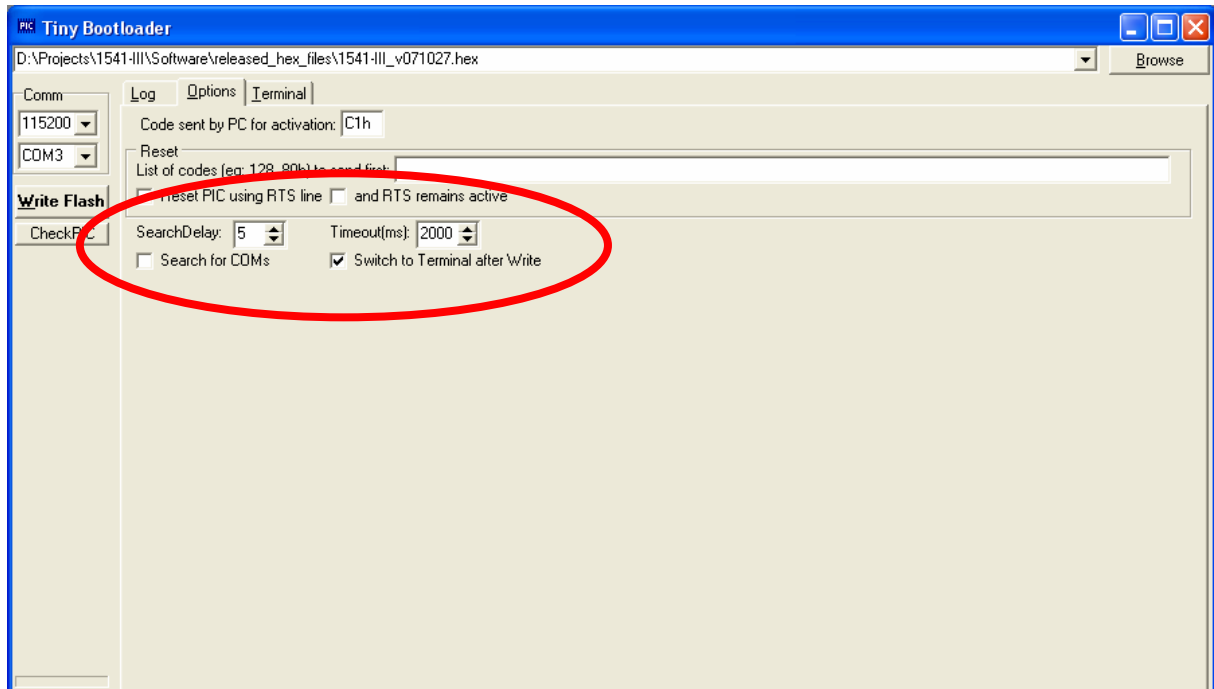 PIC Tiny Bootloader
D:\Projects\1541-III\Software\released_hex_files\1541-III_v071027.hex Browse
Comm Log Options Terminal
115200 Code sent by PC for activation: C1h
COM3 Reset
List of codes (eg: 128, 80h) to send first:
Write Flash Reset PIC using RTS line and RTS remains active
CheckPIC SearchDelay: 5 Timeout(ms): 2000
Search for COMs Switch to Terminal after Write